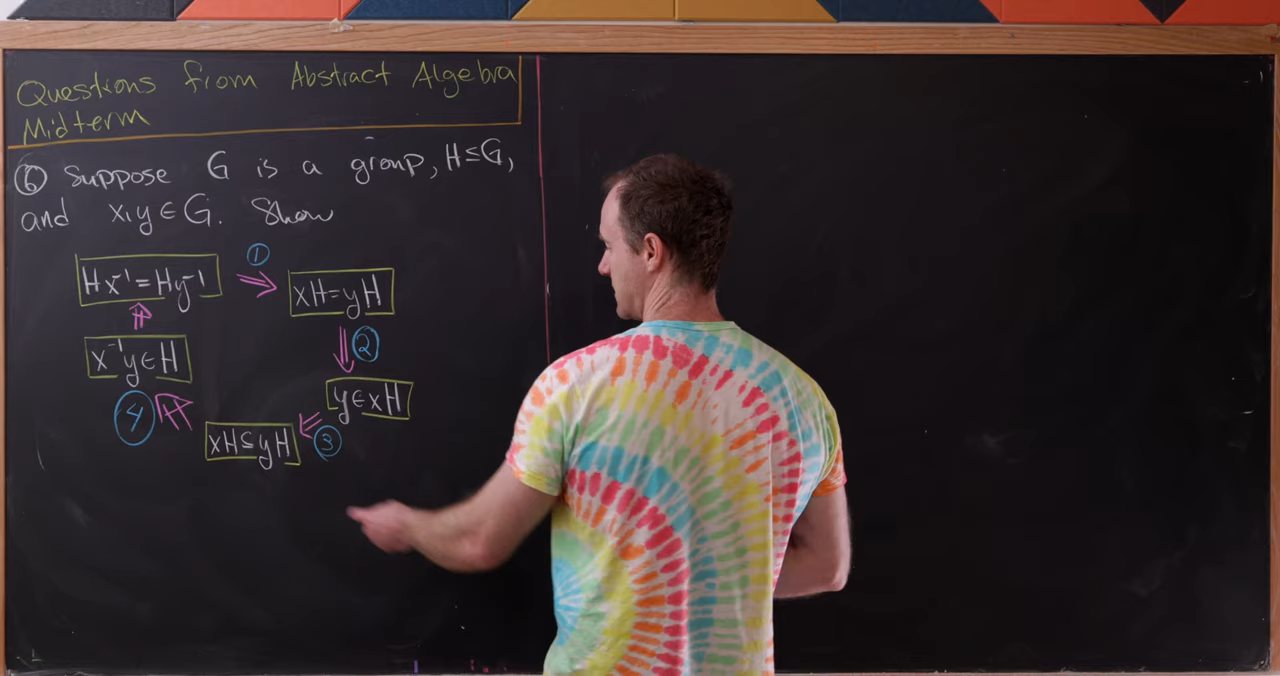 Questions from Abstract Algebra
Midterm
⑥ Suppose G is a group, H≤G,
and x,y∈G. Show
Hx⁻¹=Hy⁻¹ ⇒ ① xH=yH
⇑ ⇓ ②
x⁻¹y∈H y∈xH
④ ⇖ xH⊆yH ⇐ ③